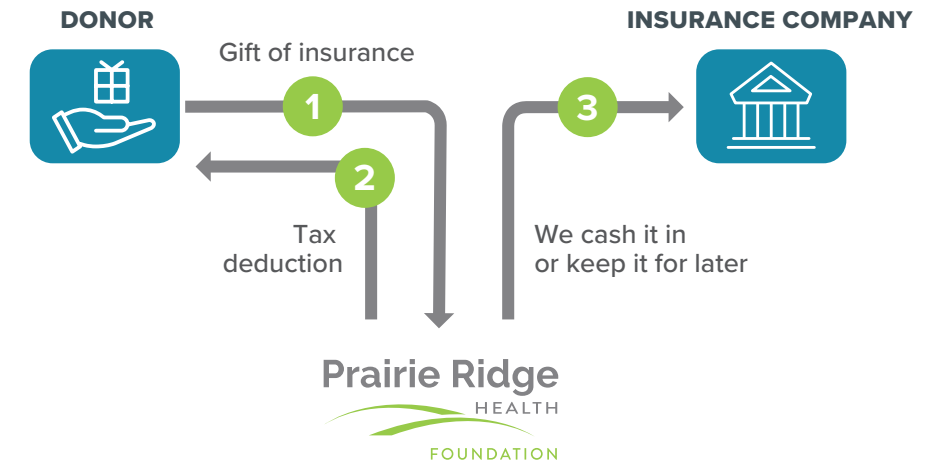 DONOR
INSURANCE COMPANY
Gift of insurance
1
3
2
Tax
deduction
We cash it in
or keep it for later
Prairie Ridge
HEALTH
FOUNDATION